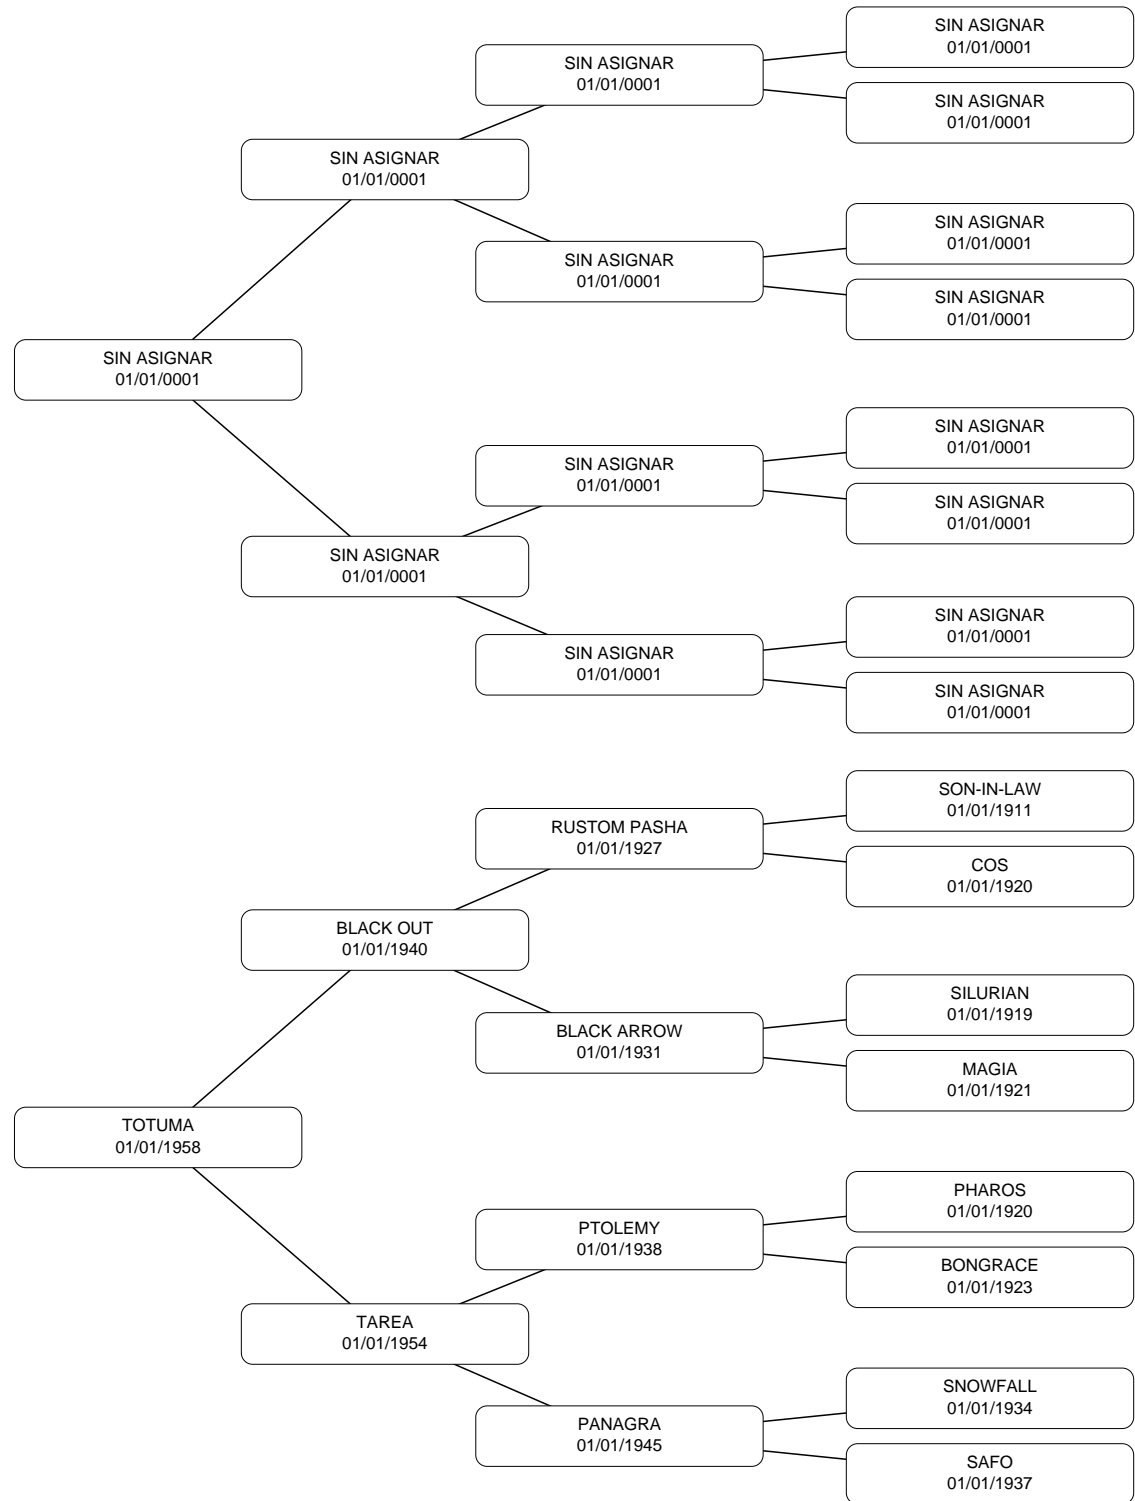 SIN ASIGNAR
01/01/0001
SIN ASIGNAR
01/01/0001
SIN ASIGNAR
01/01/0001
SIN ASIGNAR
01/01/0001
SIN ASIGNAR
01/01/0001
SIN ASIGNAR
01/01/0001
SIN ASIGNAR
01/01/0001
SIN ASIGNAR
01/01/0001
SIN ASIGNAR
01/01/0001
SIN ASIGNAR
01/01/0001
SIN ASIGNAR
01/01/0001
SIN ASIGNAR
01/01/0001
SIN ASIGNAR
01/01/0001
SIN ASIGNAR
01/01/0001
SIN ASIGNAR
01/01/0001
SON-IN-LAW
01/01/1911
RUSTOM PASHA
01/01/1927
COS
01/01/1920
BLACK OUT
01/01/1940
SILURIAN
01/01/1919
BLACK ARROW
01/01/1931
MAGIA
01/01/1921
TOTUMA
01/01/1958
PHAROS
01/01/1920
PTOLEMY
01/01/1938
BONGRACE
01/01/1923
TAREA
01/01/1954
SNOWFALL
01/01/1934
PANAGRA
01/01/1945
SAFO
01/01/1937